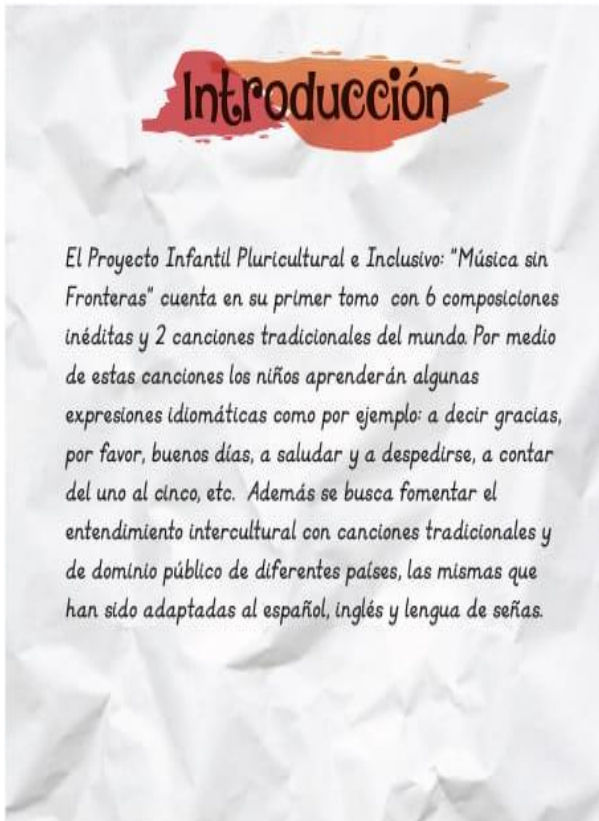 Introducción
El Proyecto Infantil Pluricultural e Inclusivo: "Música sin
Fronteras" cuenta en su primer tomo con 6 composiciones
inéditas y 2 canciones tradicionales del mundo. Por medio
de estas canciones los niños aprenderán algunas
expresiones idiomáticas como por ejemplo: a decir gracias,
por favor, buenos días, a saludar y a despedirse, a contar
del uno al cinco, etc. Además se busca fomentar el
entendimiento intercultural con canciones tradicionales y
de dominio público de diferentes países, las mismas que
han sido adaptadas al español, inglés y lengua de señas.